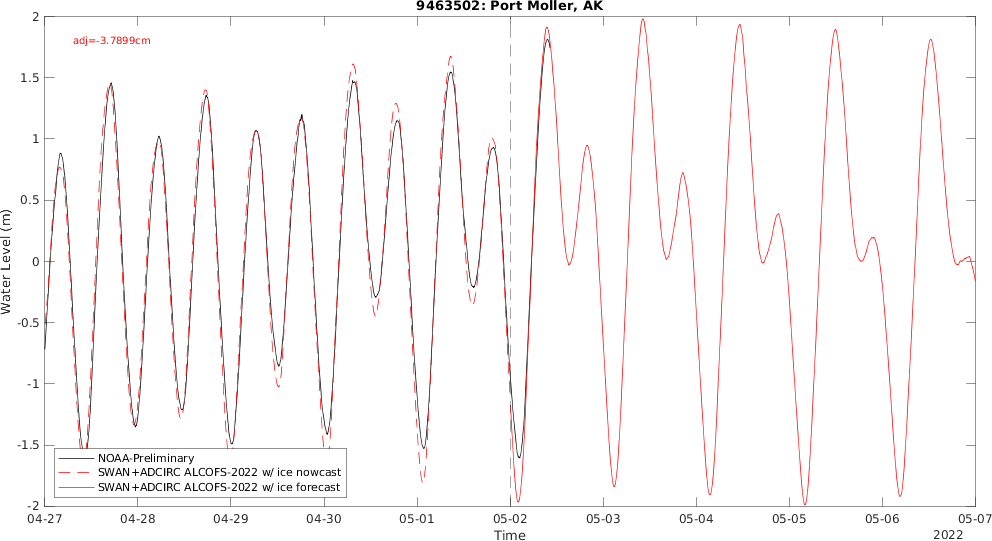 9463502: Port Moller, AK
adj=-3.7899cm
2
1.5
1
0.5
0
-0.5
-1
-1.5
-2
Water Level (m)
NOAA-Preliminary
SWAN+ADCIRC ALCOFS-2022 w/ ice nowcast
SWAN+ADCIRC ALCOFS-2022 w/ ice forecast
04-27 04-28 04-29 04-30 05-01 05-02 05-03 05-04 05-05 05-06 05-07
Time
2022